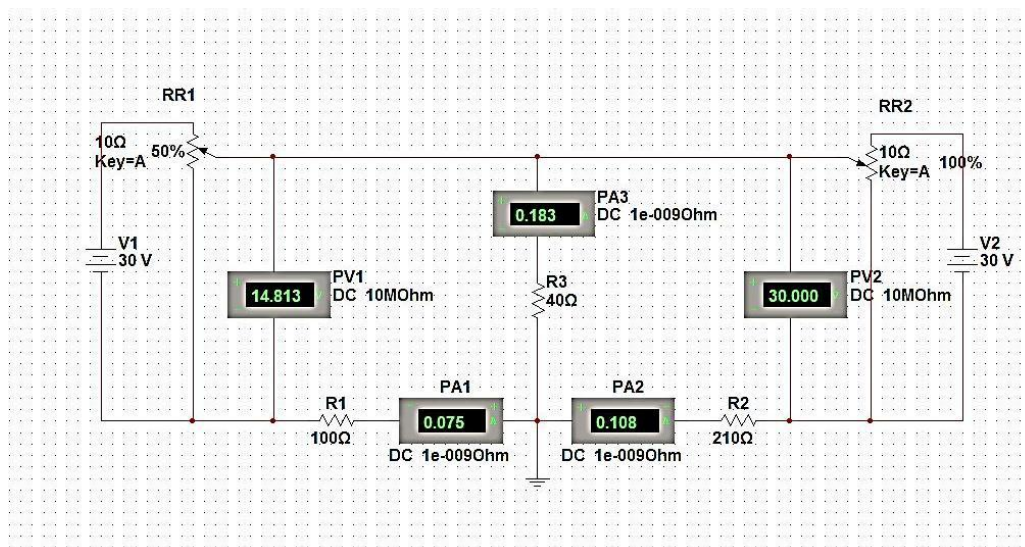 RR1
RR2
10Ω
Key=A
50%
10Ω
Key=A
100%
PA3
0.183
DC 1e-009Ohm
V1
30 V
V2
30 V
PV1
14.813
DC 10MOhm
R3
40Ω
PV2
30.000
DC 10MOhm
PA1
PA2
R1
0.075
0.108
R2
100Ω
210Ω
DC 1e-009Ohm
DC 1e-009Ohm